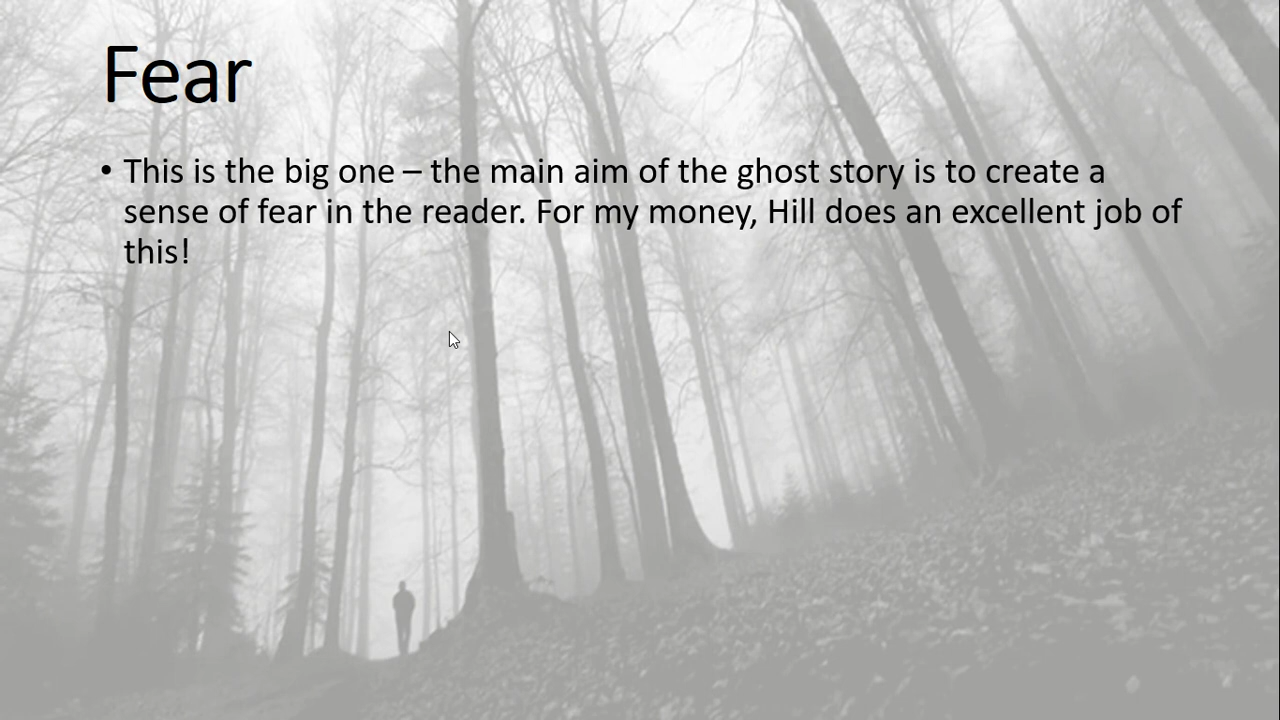 Fear
• This is the big one – the main aim of the ghost story is to create a
sense of fear in the reader. For my money, Hill does an excellent job of
this!